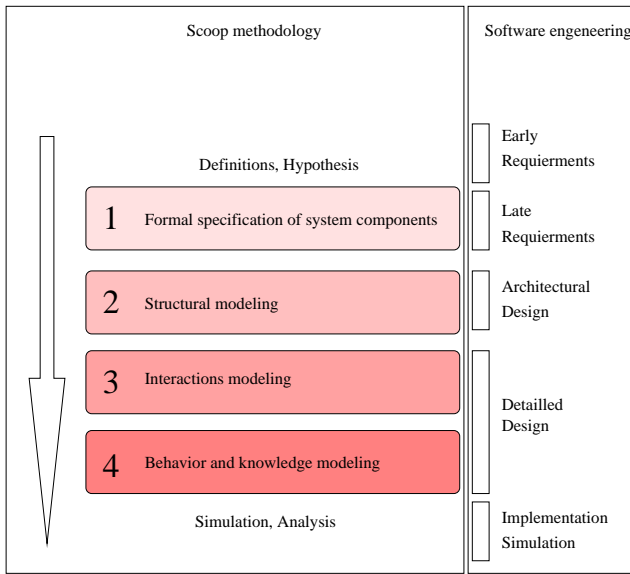 Scoop methodology
Software engeneering
Early
Requierments
Definitions, Hypothesis
1 Formal specification of system components
Late
Requierments
2 Structural modeling
Architectural
Design
3 Interactions modeling
Detailled
Design
4 Behavior and knowledge modeling
Simulation, Analysis
Implementation
Simulation